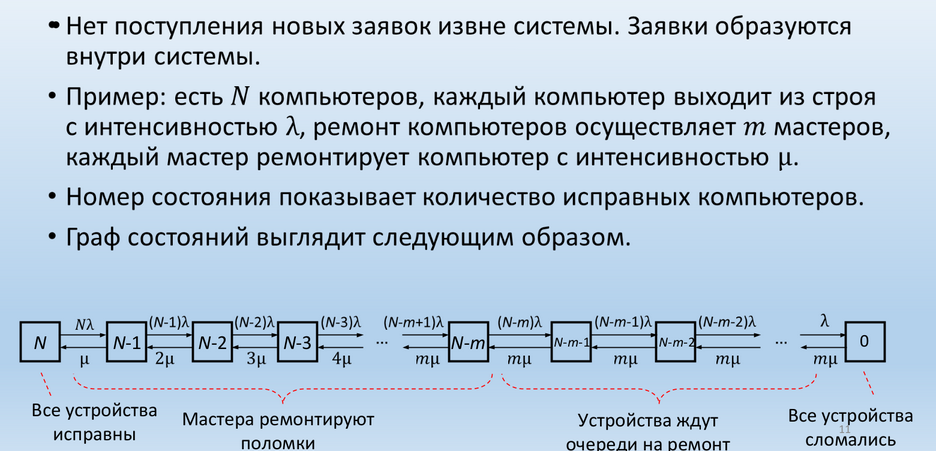 • Нет поступления новых заявок извне системы. Заявки образуются
внутри системы.
• Пример: есть N компьютеров, каждый компьютер выходит из строя
с интенсивностью λ, ремонт компьютеров осуществляет m мастеров,
каждый мастер ремонтирует компьютер с интенсивностью μ.
• Номер состояния показывает количество исправных компьютеров.
• Граф состояний выглядит следующим образом.
Nλ (N-1)λ (N-2)λ (N-3)λ (N-m+1)λ (N-m)λ (N-m-1)λ (N-m-2)λ λ
N N-1 N-2 N-3 ... N-m N-m-1 N-m-2 ... 0
μ 2μ 3μ 4μ mμ mμ mμ mμ mμ
Все устройства
исправны
Мастера ремонтируют
поломки
Устройства ждут
очереди на ремонт
Все устройства
сломались
11